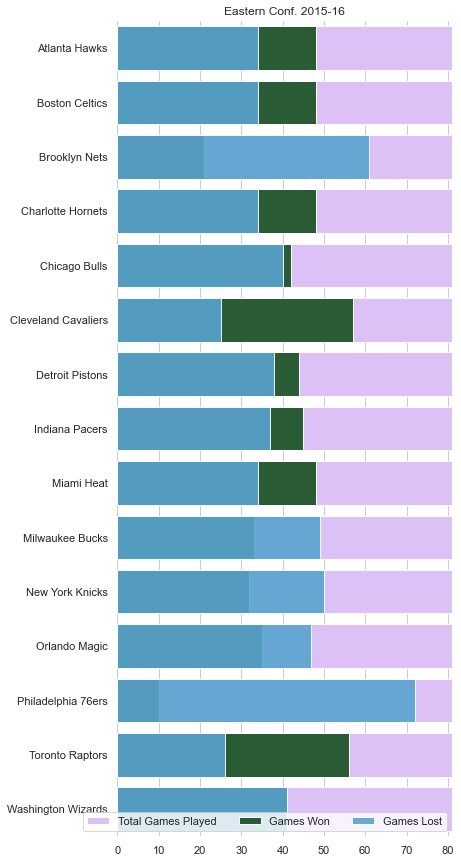 Eastern Conf. 2015-16
Atlanta Hawks
Boston Celtics
Brooklyn Nets
Charlotte Hornets
Chicago Bulls
Cleveland Cavaliers
Detroit Pistons
Indiana Pacers
Miami Heat
Milwaukee Bucks
New York Knicks
Orlando Magic
Philadelphia 76ers
Toronto Raptors
Washington Wizards
Total Games Played Games Won Games Lost
0 10 20 30 40 50 60 70 80